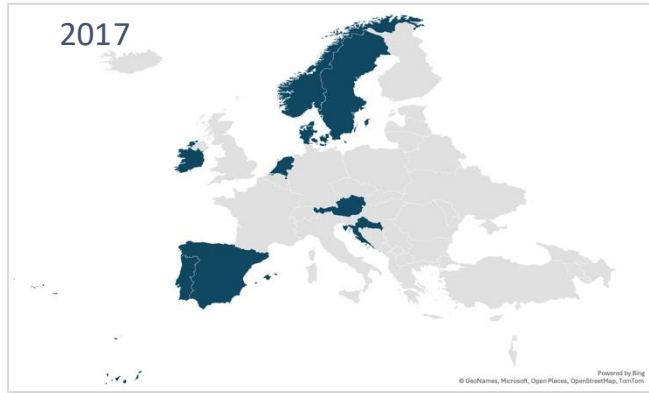 2017
Powered by Bing
© GeoNames, Microsoft, Open Places, OpenStreetMap, TomTom